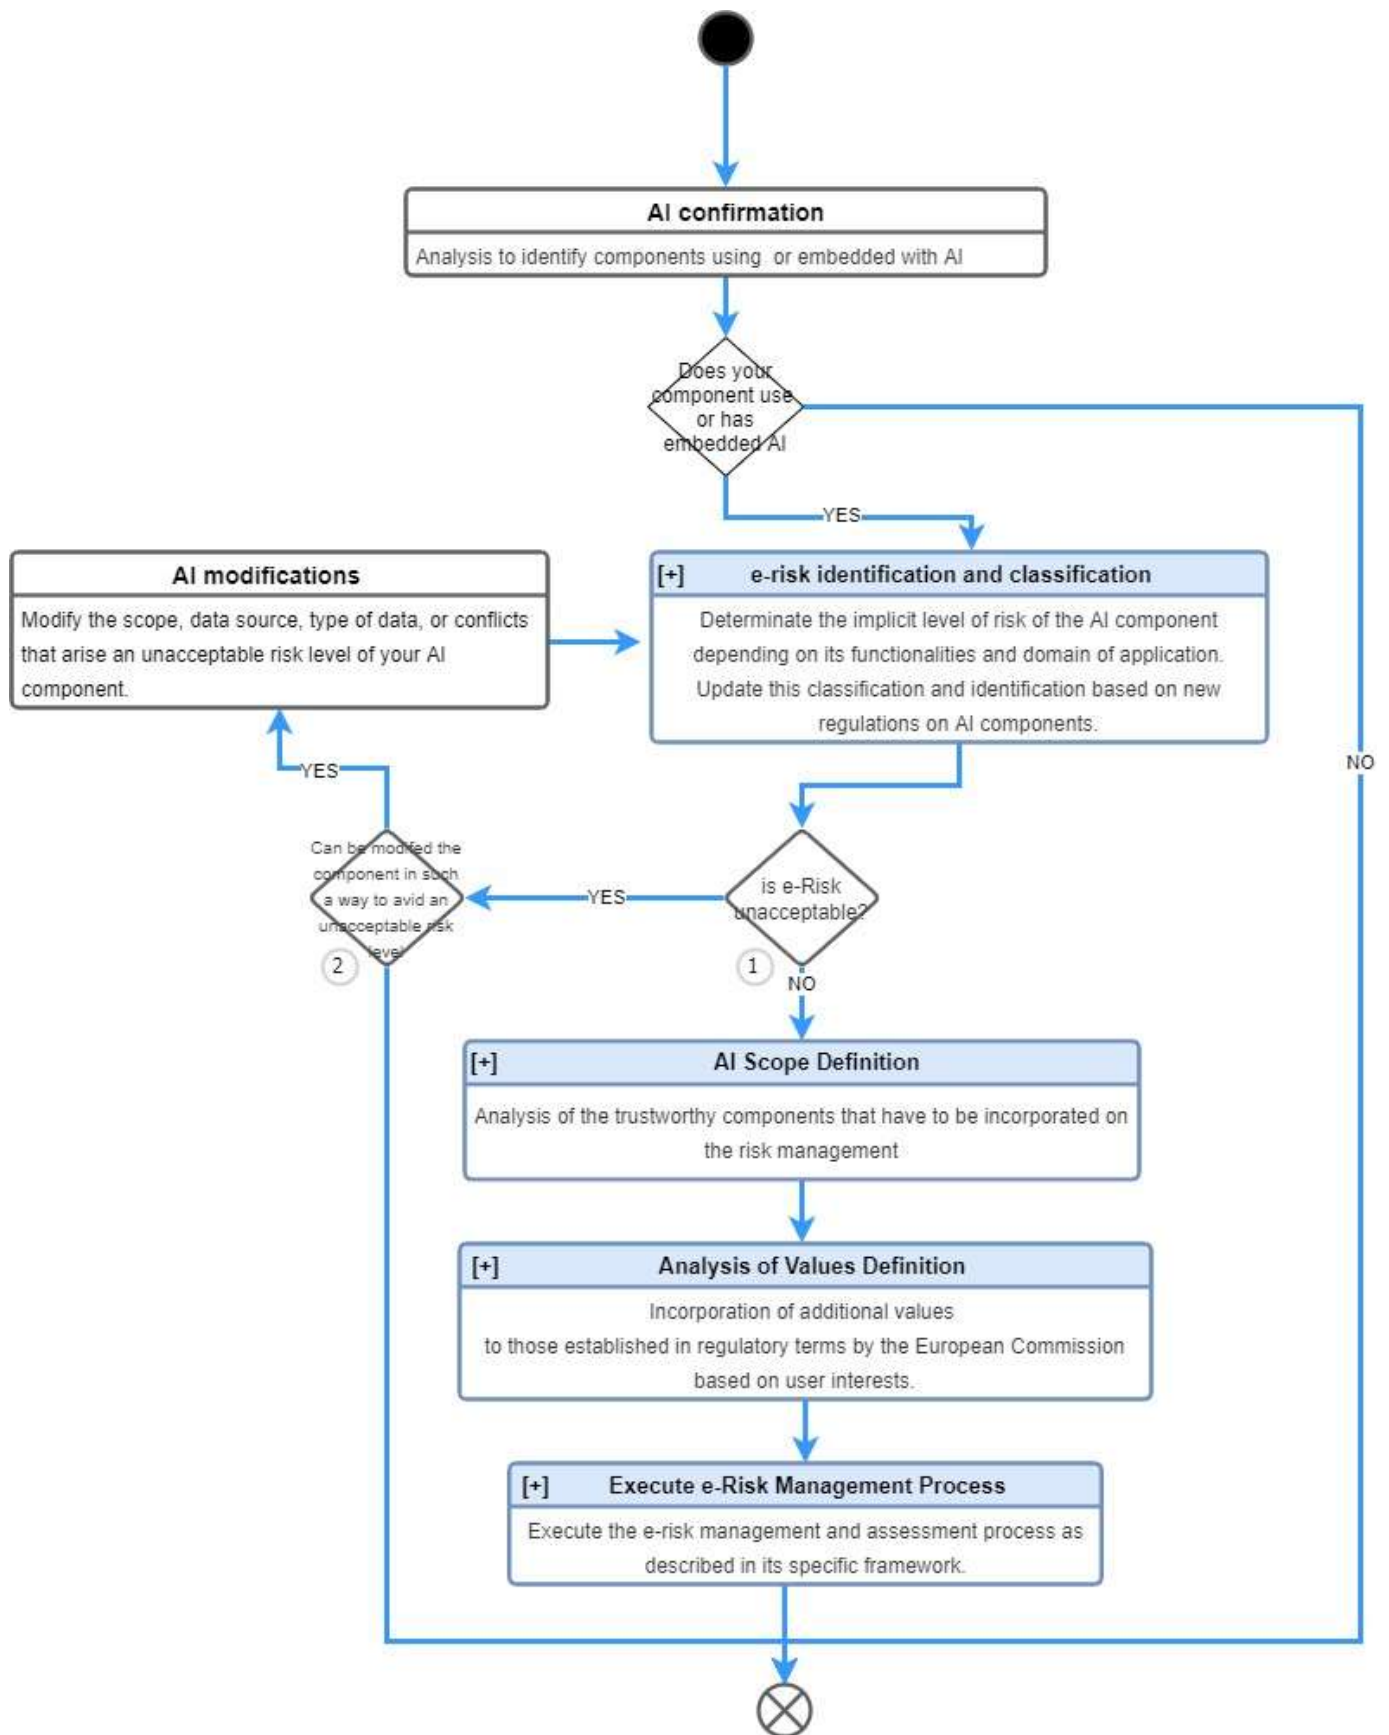 AI confirmation
Analysis to identify components using or embedded with AI
Does your
component use
or has
embedded AI
YES
AI modifications
Modify the scope, data source, type of data, or conflicts
that arise an unacceptable risk level of your AI
component.
[+] e-risk identification and classification
Determinate the implicit level of risk of the AI component
depending on its functionalities and domain of application.
Update this classification and identification based on new
regulations on AI components.
NO
YES
Can be modifed the
component in such
a way to avid an
unacceptable risk
level
2
YES
is e-Risk
unacceptable?
1
NO
[+] AI Scope Definition
Analysis of the trustworthy components that have to be incorporated on
the risk management
[+] Analysis of Values Definition
Incorporation of additional values
to those established in regulatory terms by the European Commission
based on user interests.
[+] Execute e-Risk Management Process
Execute the e-risk management and assessment process as
described in its specific framework.